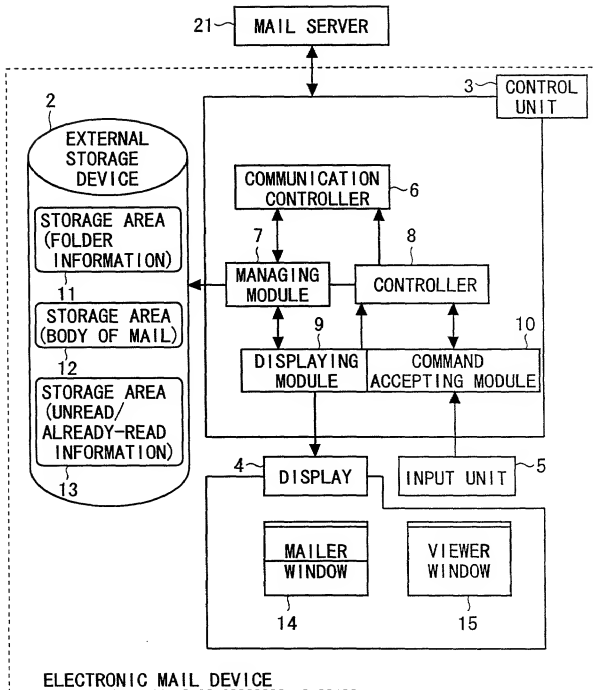 21
MAIL SERVER
3
CONTROL
UNIT
2
EXTERNAL
STORAGE
DEVICE
COMMUNICATION
CONTROLLER
6
STORAGE AREA
(FOLDER
INFORMATION)
11
7
MANAGING
MODULE
8
CONTROLLER
STORAGE AREA
(BODY OF MAIL)
12
9
DISPLAYING
MODULE
10
COMMAND
ACCEPTING MODULE
STORAGE AREA
(UNREAD/
ALREADY-READ
INFORMATION)
13
4
DISPLAY
INPUT UNIT
5
MAILER
WINDOW
14
VIEWER
WINDOW
15
ELECTRONIC MAIL DEVICE